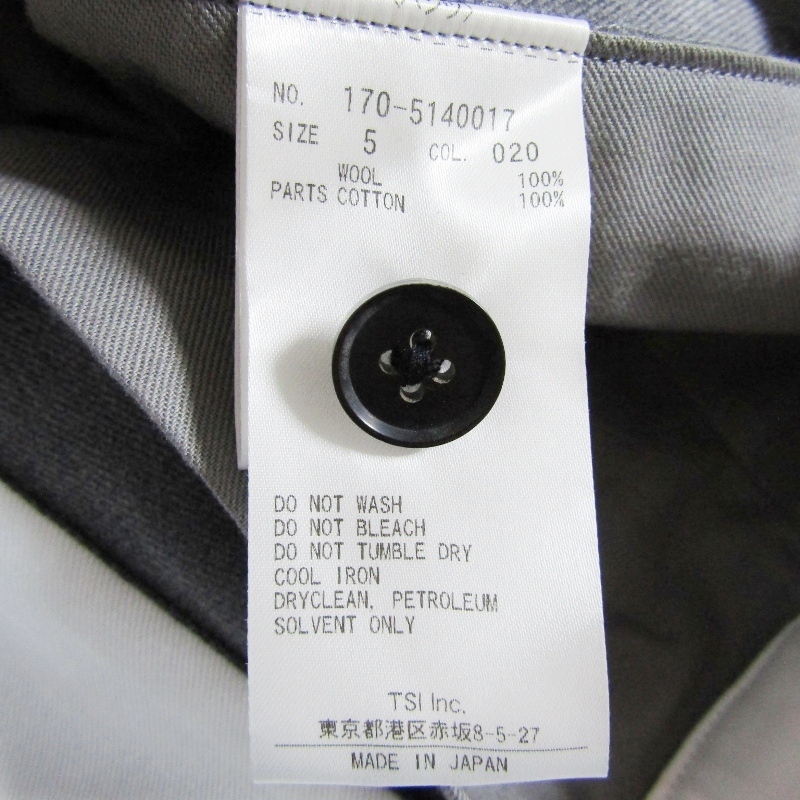 NO. 170-5140017
SIZE 5 COL. 020
WOOL 100%
PARTS COTTON 100%
DO NOT WASH
DO NOT BLEACH
DO NOT TUMBLE DRY
COOL IRON
DRYCLEAN, PETROLEUM
SOLVENT ONLY
TSI Inc.
東京都港区赤坂8-5-27
MADE IN JAPAN